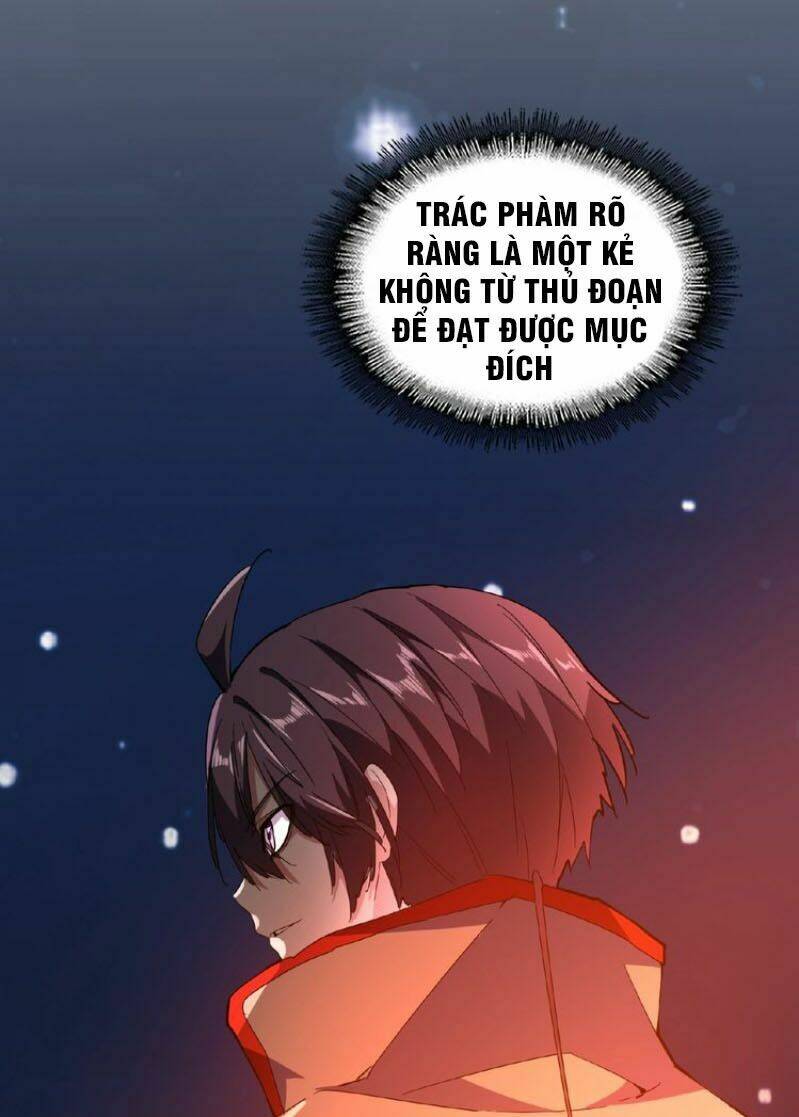 TRÁC PHÀM RÕ
RÀNG LÀ MỘT KẺ
KHÔNG TỪ THỦ ĐOẠN
ĐỂ ĐẠT ĐƯỢC MỤC
ĐÍCH